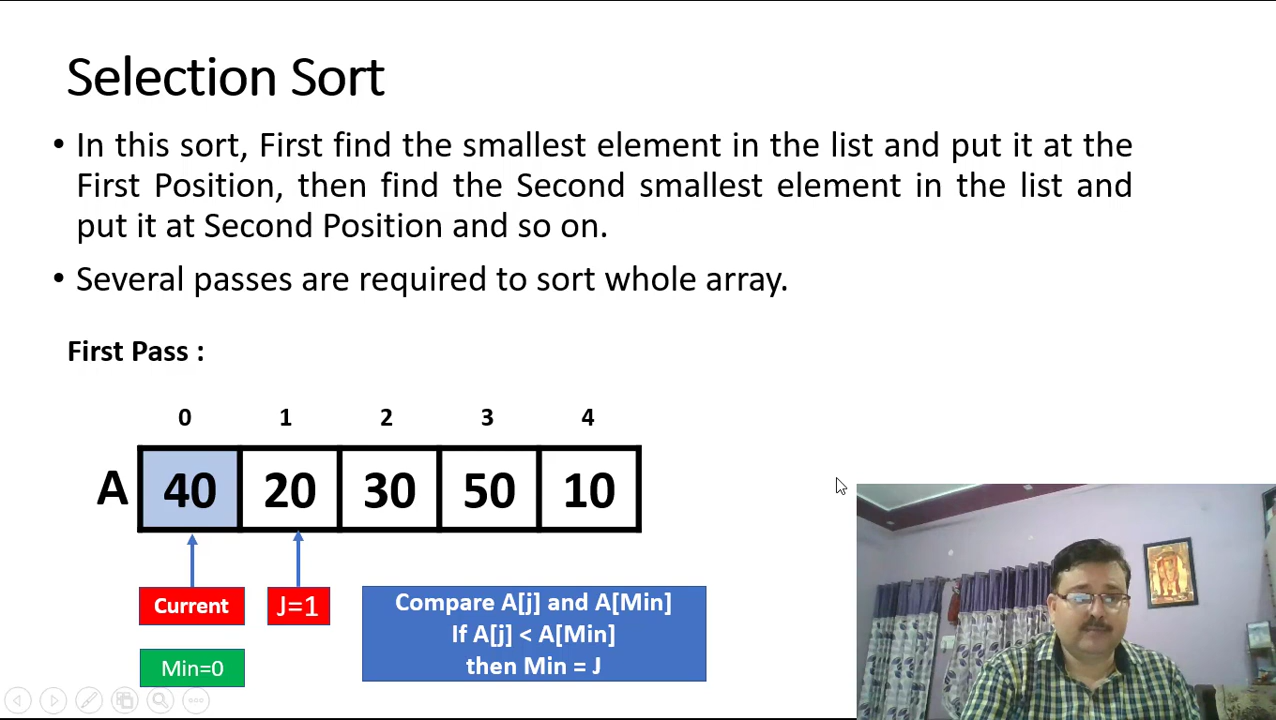 Selection Sort
• In this sort, First find the smallest element in the list and put it at the
First Position, then find the Second smallest element in the list and
put it at Second Position and so on.
• Several passes are required to sort whole array.
First Pass :
0 1 2 3 4
A 40 20 30 50 10
Current J=1
Min=0
Compare A[j] and A[Min]
If A[j] < A[Min]
then Min = J